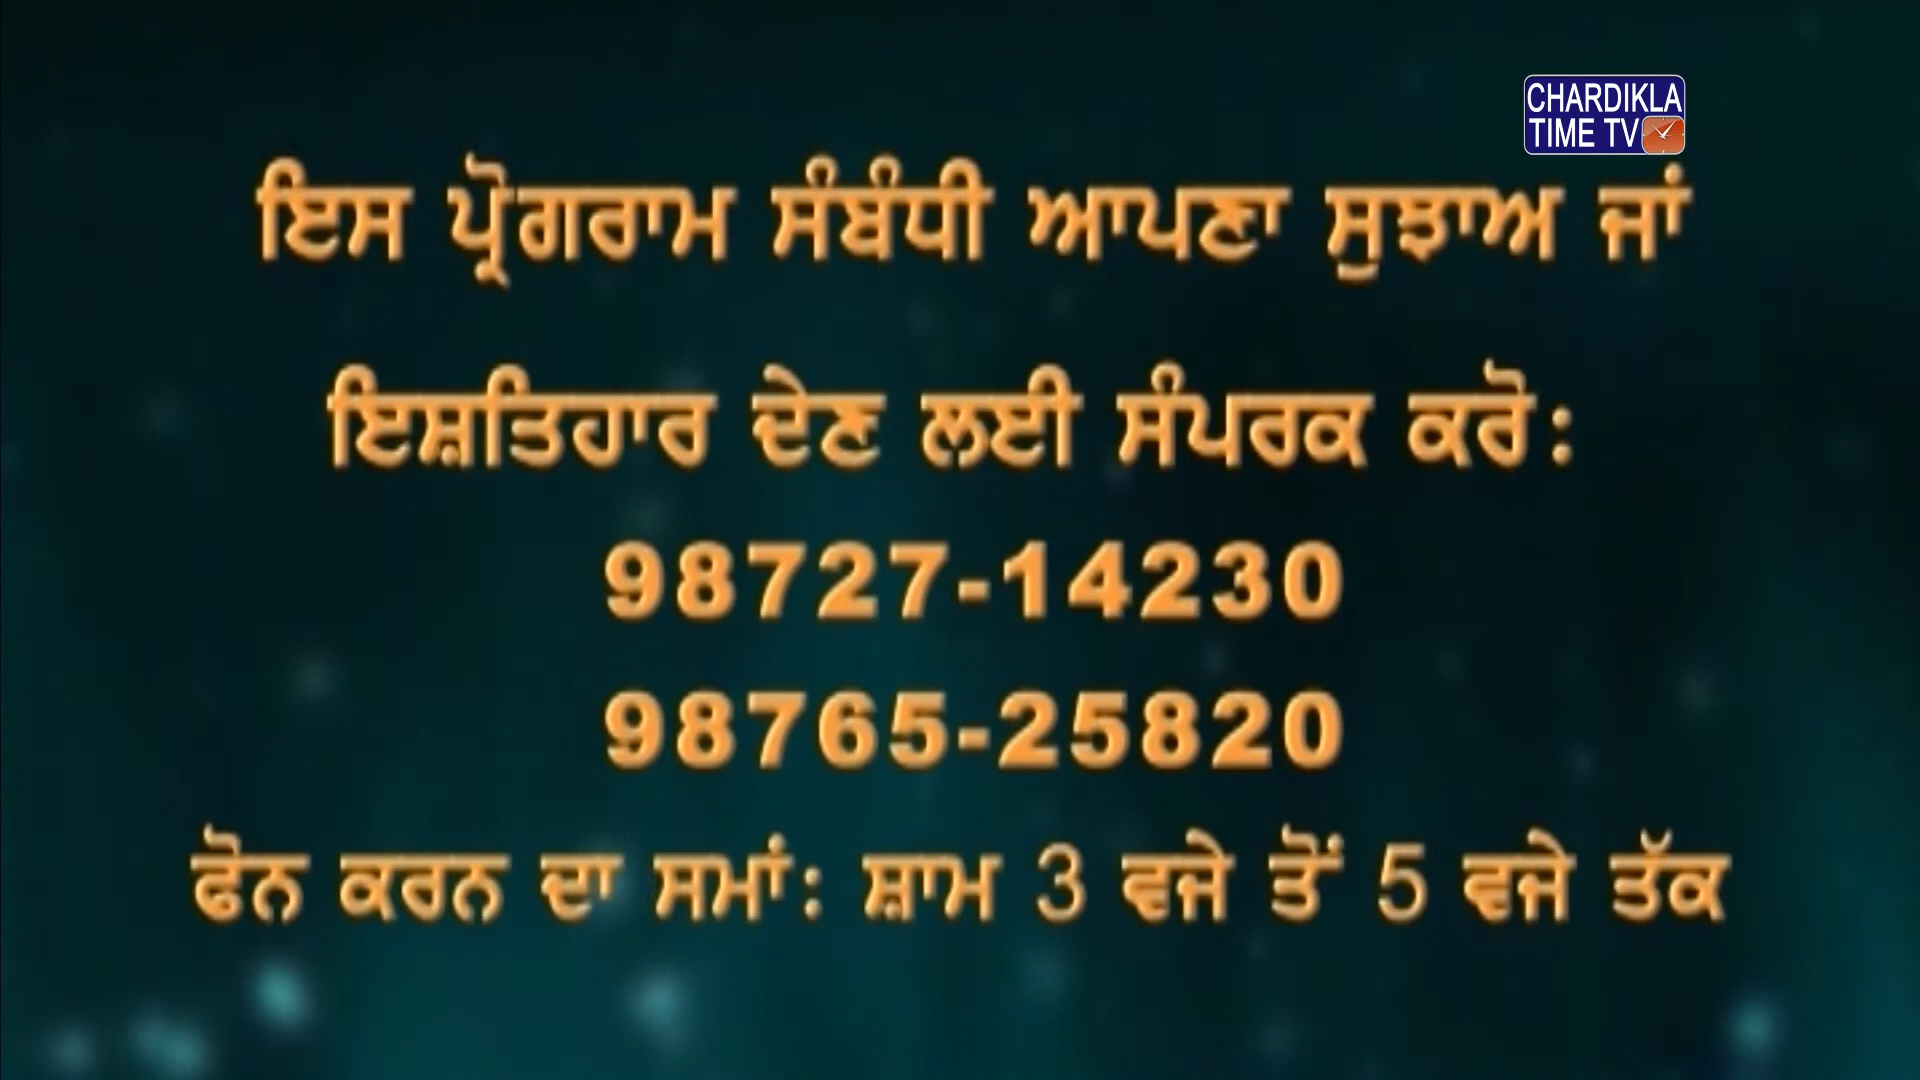 CHARDIKLA
TIME TV
ਇਸ ਪ੍ਰੋਗਰਾਮ ਸੰਬੰਧੀ ਆਪਣਾ ਸੁਝਾਅ ਜਾਂ
ਇਸ਼ਤਿਹਾਰ ਦੇਣ ਲਈ ਸੰਪਰਕ ਕਰੋ:
98727-14230
98765-25820
ਫੋਨ ਕਰਨ ਦਾ ਸਮਾਂ: ਸ਼ਾਮ 3 ਵਜੇ ਤੋਂ 5 ਵਜੇ ਤੱਕ